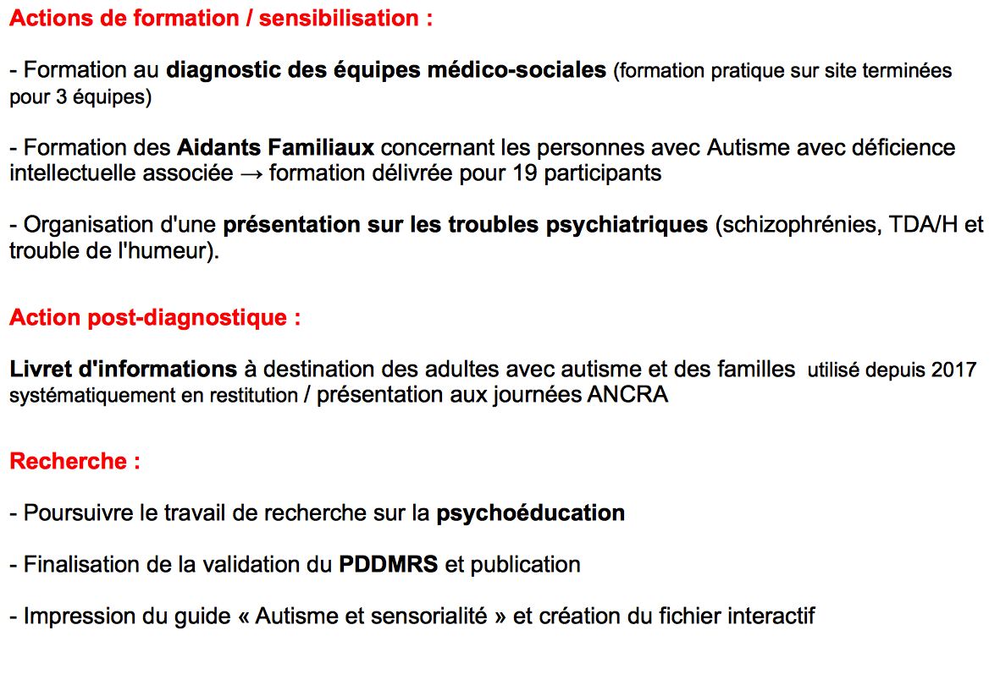 Actions de formation / sensibilisation :
- Formation au diagnostic des équipes médico-sociales (formation pratique sur site terminées
pour 3 équipes)
- Formation des Aidants Familiaux concernant les personnes avec Autisme avec déficience
intellectuelle associée → formation délivrée pour 19 participants
- Organisation d'une présentation sur les troubles psychiatriques (schizophrénies, TDA/H et
trouble de l'humeur).
Action post-diagnostique :
Livret d'informations à destination des adultes avec autisme et des familles utilisé depuis 2017
systématiquement en restitution / présentation aux journées ANCRA
Recherche :
- Poursuivre le travail de recherche sur la psychoéducation
- Finalisation de la validation du PDDMRS et publication
- Impression du guide « Autisme et sensorialité » et création du fichier interactif